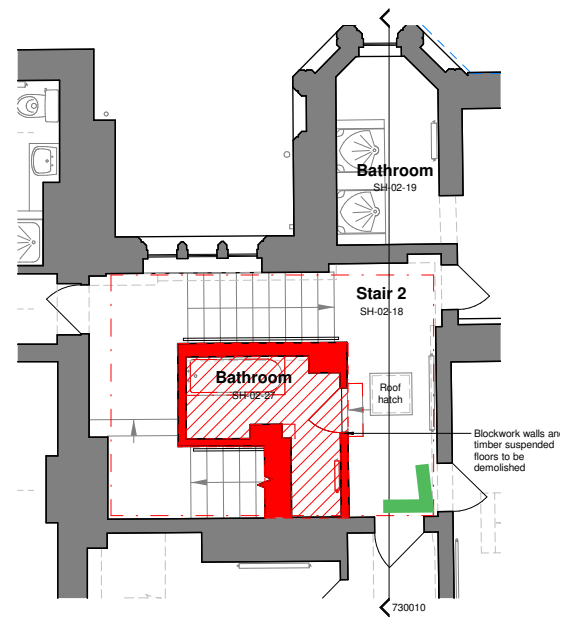 Bathroom
SH-02-19
Stair 2
SH-02-18
Bathroom
SH-02-27
Roof
hatch
Blockwork walls and
timber suspended
floors to be
demolished
730010